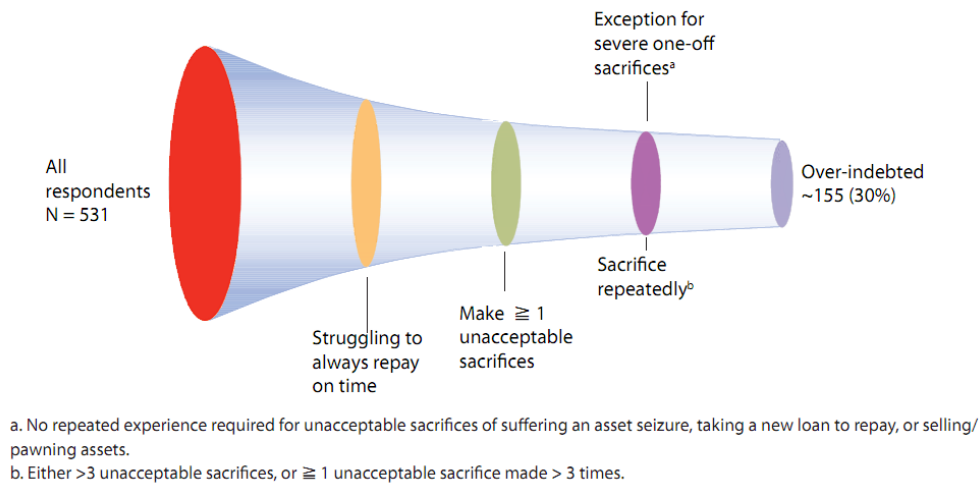 Exception for
severe one-off
sacrificesᵃ
All
respondents
N = 531
Over-indebted
~155 (30%)
Sacrifice
repeatedlyᵇ
Make ≧ 1
unacceptable
sacrifices
Struggling to
always repay
on time
a. No repeated experience required for unacceptable sacrifices of suffering an asset seizure, taking a new loan to repay, or selling/
pawning assets.
b. Either >3 unacceptable sacrifices, or ≧ 1 unacceptable sacrifice made > 3 times.